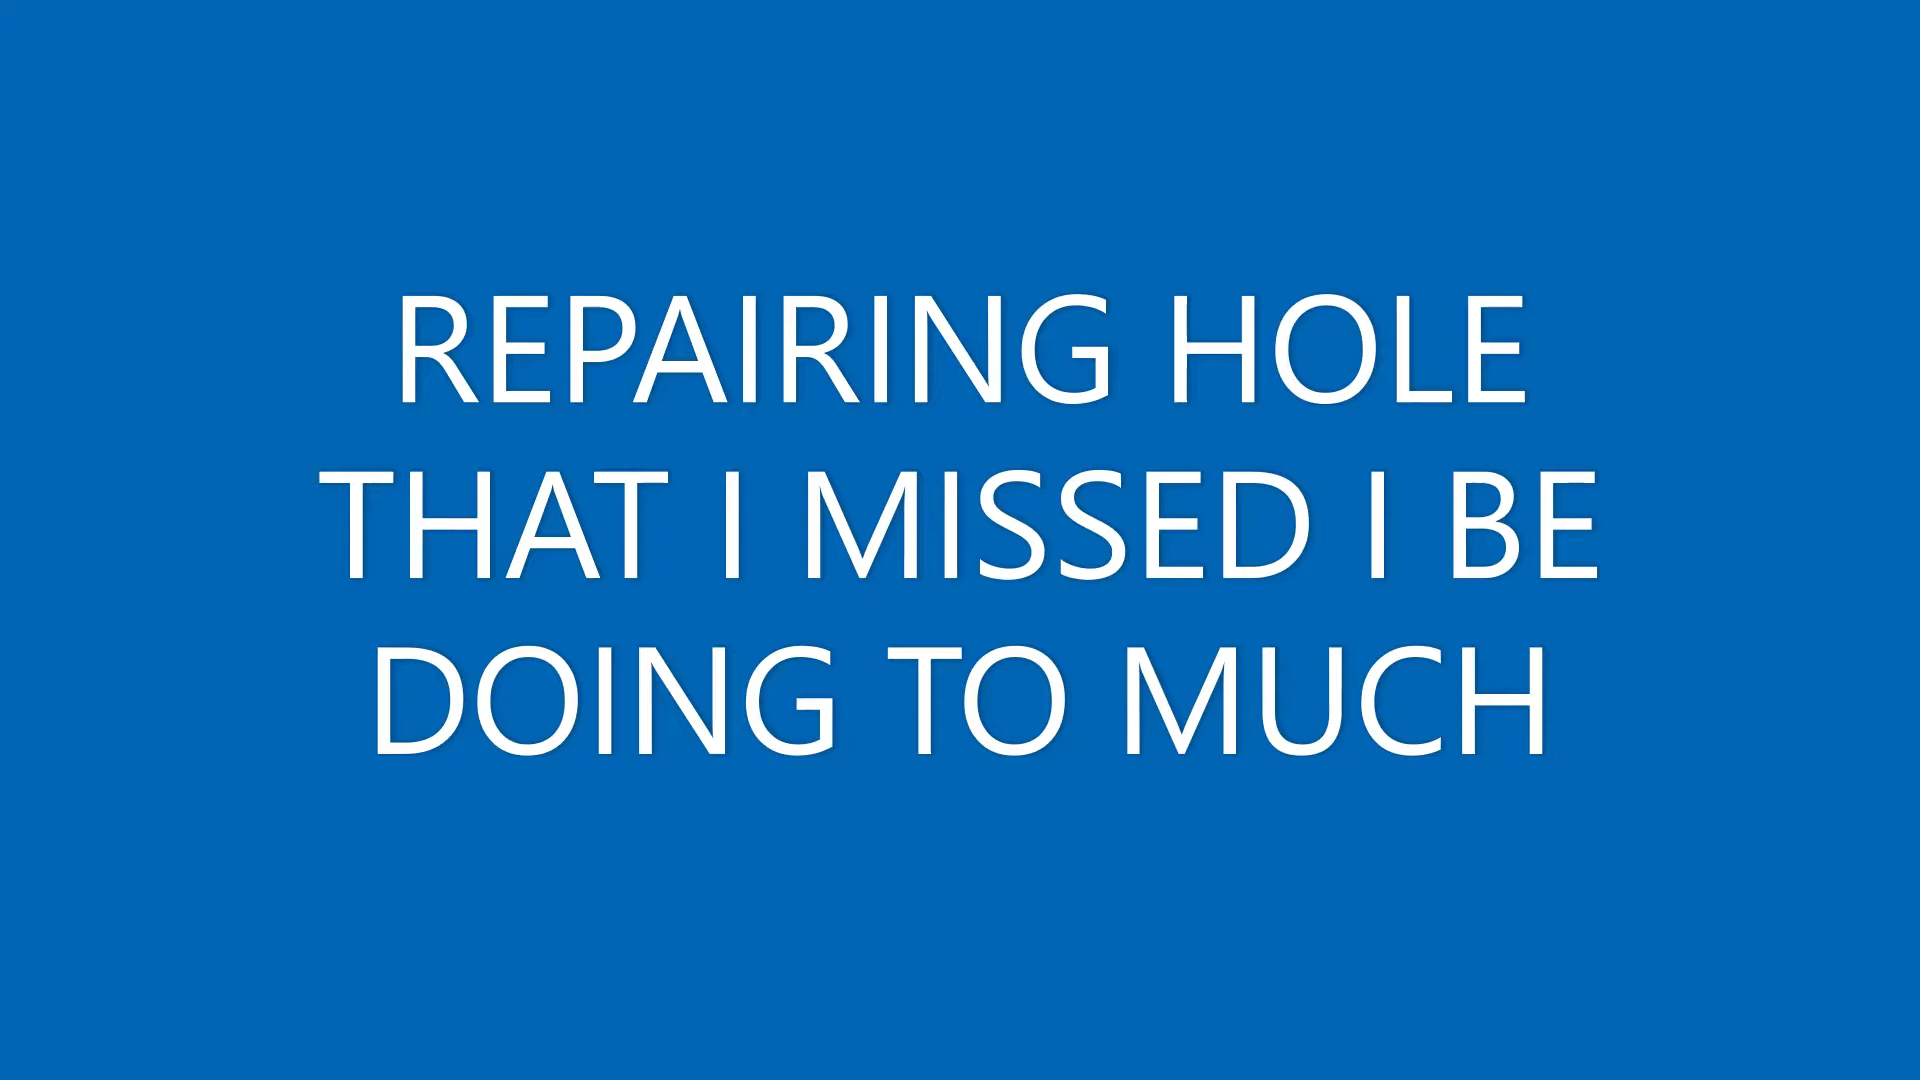 REPAIRING HOLE
THAT I MISSED I BE
DOING TO MUCH